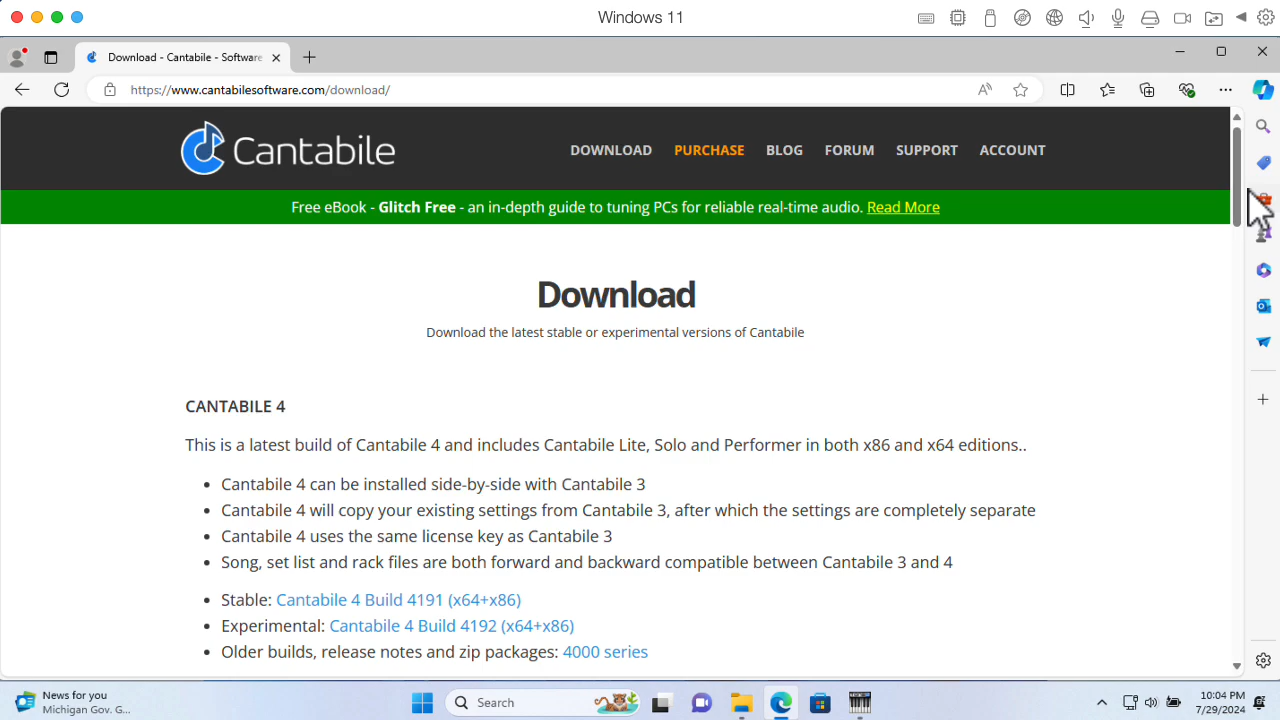 Windows 11
Download - Cantabile - Software
https://www.cantabilesoftware.com/download/
Cantabile
DOWNLOAD PURCHASE BLOG FORUM SUPPORT ACCOUNT
Free eBook - Glitch Free - an in-depth guide to tuning PCs for reliable real-time audio. Read More
Download
Download the latest stable or experimental versions of Cantabile
CANTABILE 4
This is a latest build of Cantabile 4 and includes Cantabile Lite, Solo and Performer in both x86 and x64 editions..
• Cantabile 4 can be installed side-by-side with Cantabile 3
• Cantabile 4 will copy your existing settings from Cantabile 3, after which the settings are completely separate
• Cantabile 4 uses the same license key as Cantabile 3
• Song, set list and rack files are both forward and backward compatible between Cantabile 3 and 4
• Stable: Cantabile 4 Build 4191 (x64+x86)
• Experimental: Cantabile 4 Build 4192 (x64+x86)
• Older builds, release notes and zip packages: 4000 series
News for you
Michigan Gov. G...
Search
10:04 PM
7/29/2024